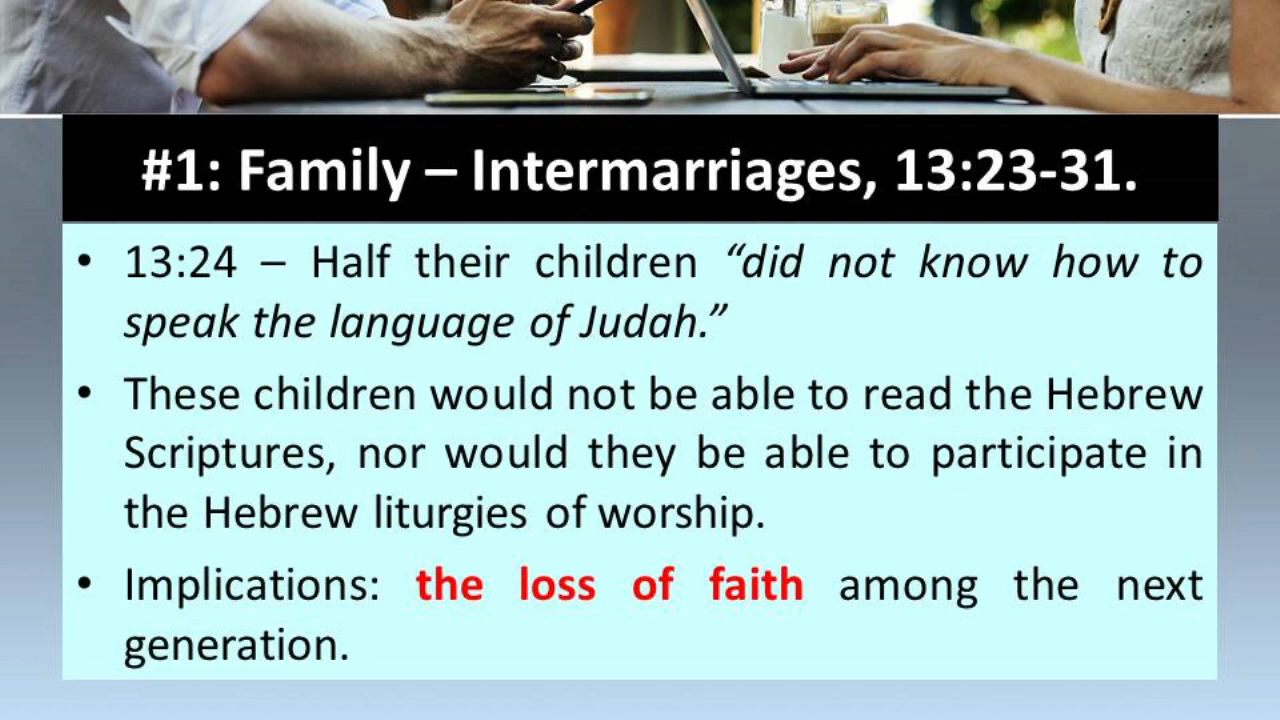 #1: Family – Intermarriages, 13:23-31.
• 13:24 – Half their children “did not know how to
speak the language of Judah.”
• These children would not be able to read the Hebrew
Scriptures, nor would they be able to participate in
the Hebrew liturgies of worship.
• Implications: the loss of faith among the next
generation.